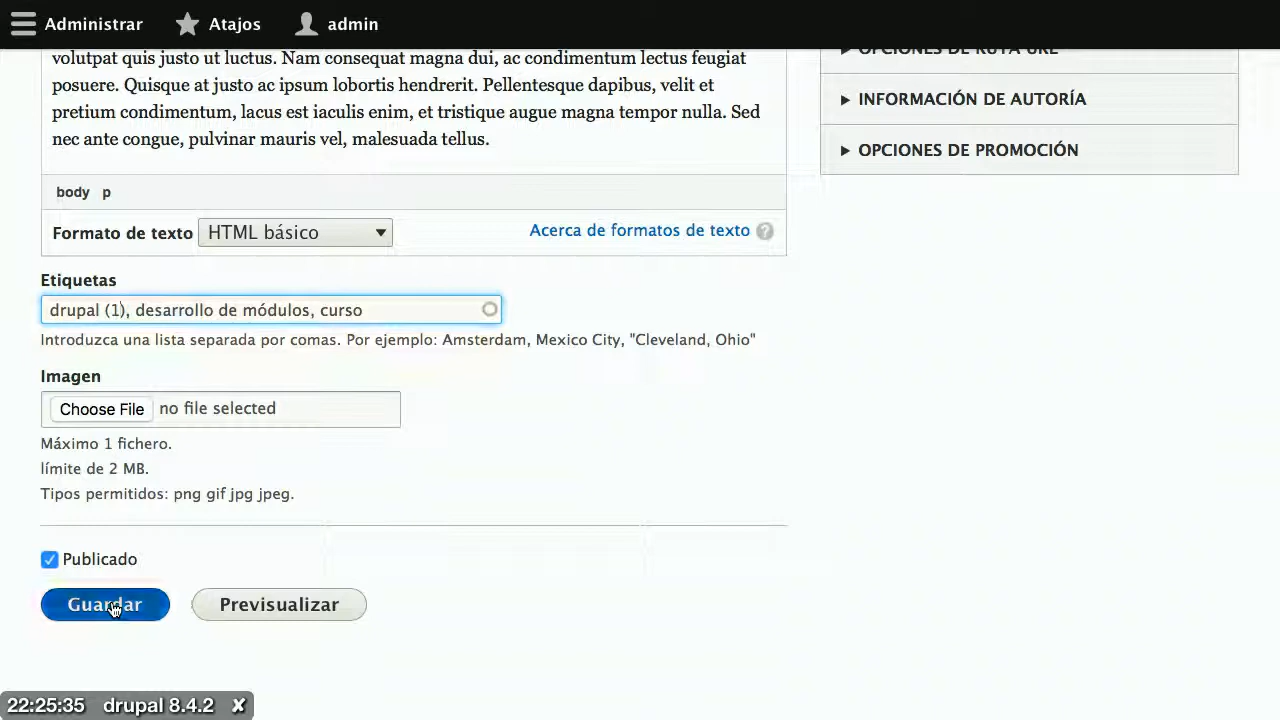 Administrar Atajos admin
volutpat quis justo ut luctus. Nam consequat magna dui, ac condimentum lectus feugiat
posuere. Quisque at justo ac ipsum lobortis hendrerit. Pellentesque dapibus, velit et
pretium condimentum, lacus est iaculis enim, et tristique augue magna tempor nulla. Sed
nec ante congue, pulvinar mauris vel, malesuada tellus.
body p
Formato de texto HTML básico Acerca de formatos de texto ?
Etiquetas
drupal (1), desarrollo de módulos, curso
Introduzca una lista separada por comas. Por ejemplo: Amsterdam, Mexico City, "Cleveland, Ohio"
Imagen
Choose File no file selected
Máximo 1 fichero.
límite de 2 MB.
Tipos permitidos: png gif jpg jpeg.
Publicado
Guardar Previsualizar
OPCIONES DE RUTA URL
INFORMACIÓN DE AUTORÍA
OPCIONES DE PROMOCIÓN
22:25:35 drupal 8.4.2 ✘